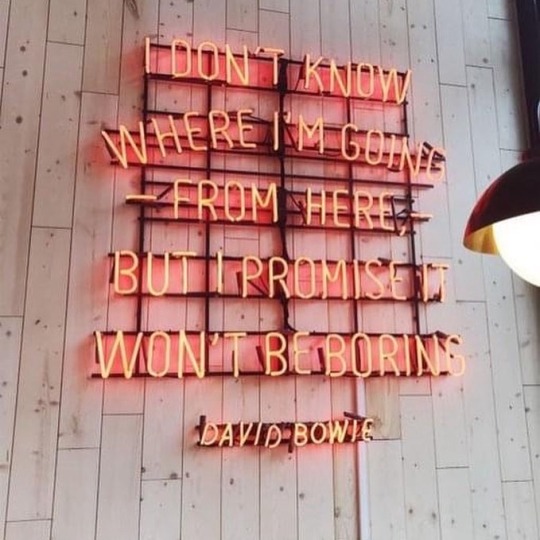 I DON'T KNOW
WHERE I'M GOING
— FROM HERE, —
BUT I PROMISE IT
WON'T BE BORING
DAVID BOWIE